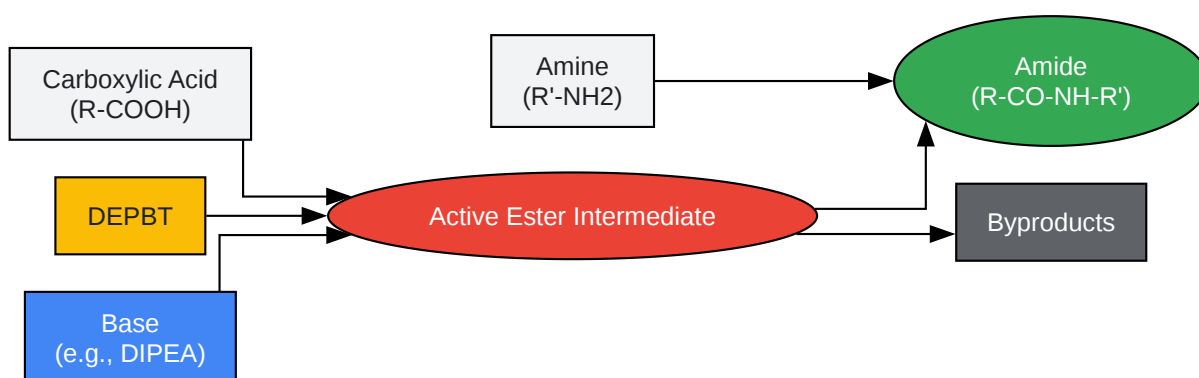 Carboxylic Acid
(R-COOH)
DEPBT
Base
(e.g., DIPEA)
Active Ester Intermediate
Amine
(R'-NH2)
Amide
(R-CO-NH-R')
Byproducts